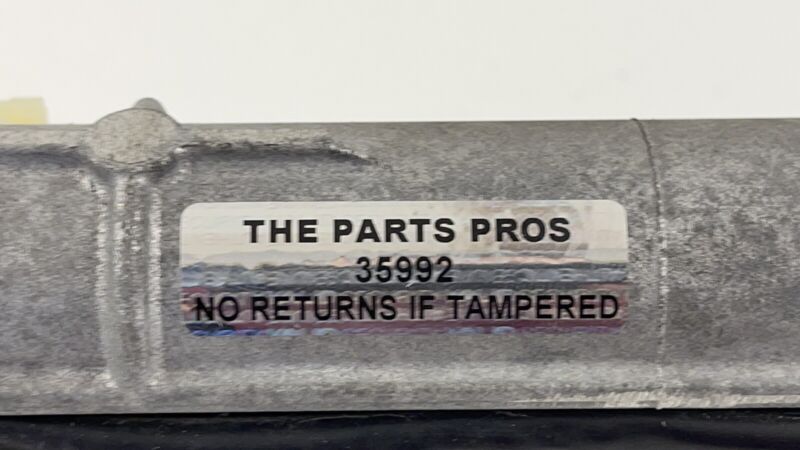 THE PARTS PROS
35992
NO RETURNS IF TAMPERED